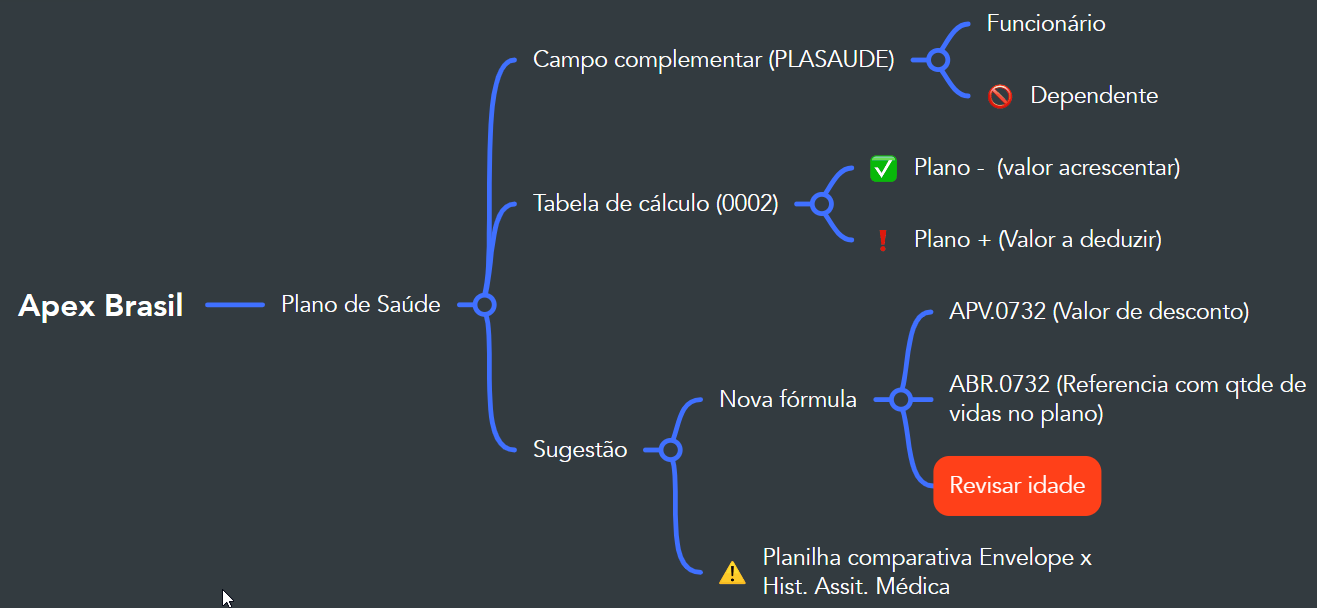 Apex Brasil
Plano de Saúde
Campo complementar (PLASAUDE)
Funcionário
Dependente
Tabela de cálculo (0002)
Plano -  (valor acrescentar)
Plano + (Valor a deduzir)
Sugestão
Nova fórmula
APV.0732 (Valor de desconto)
ABR.0732 (Referencia com qtde de
vidas no plano)
Revisar idade
Planilha comparativa Envelope x
Hist. Assit. Médica